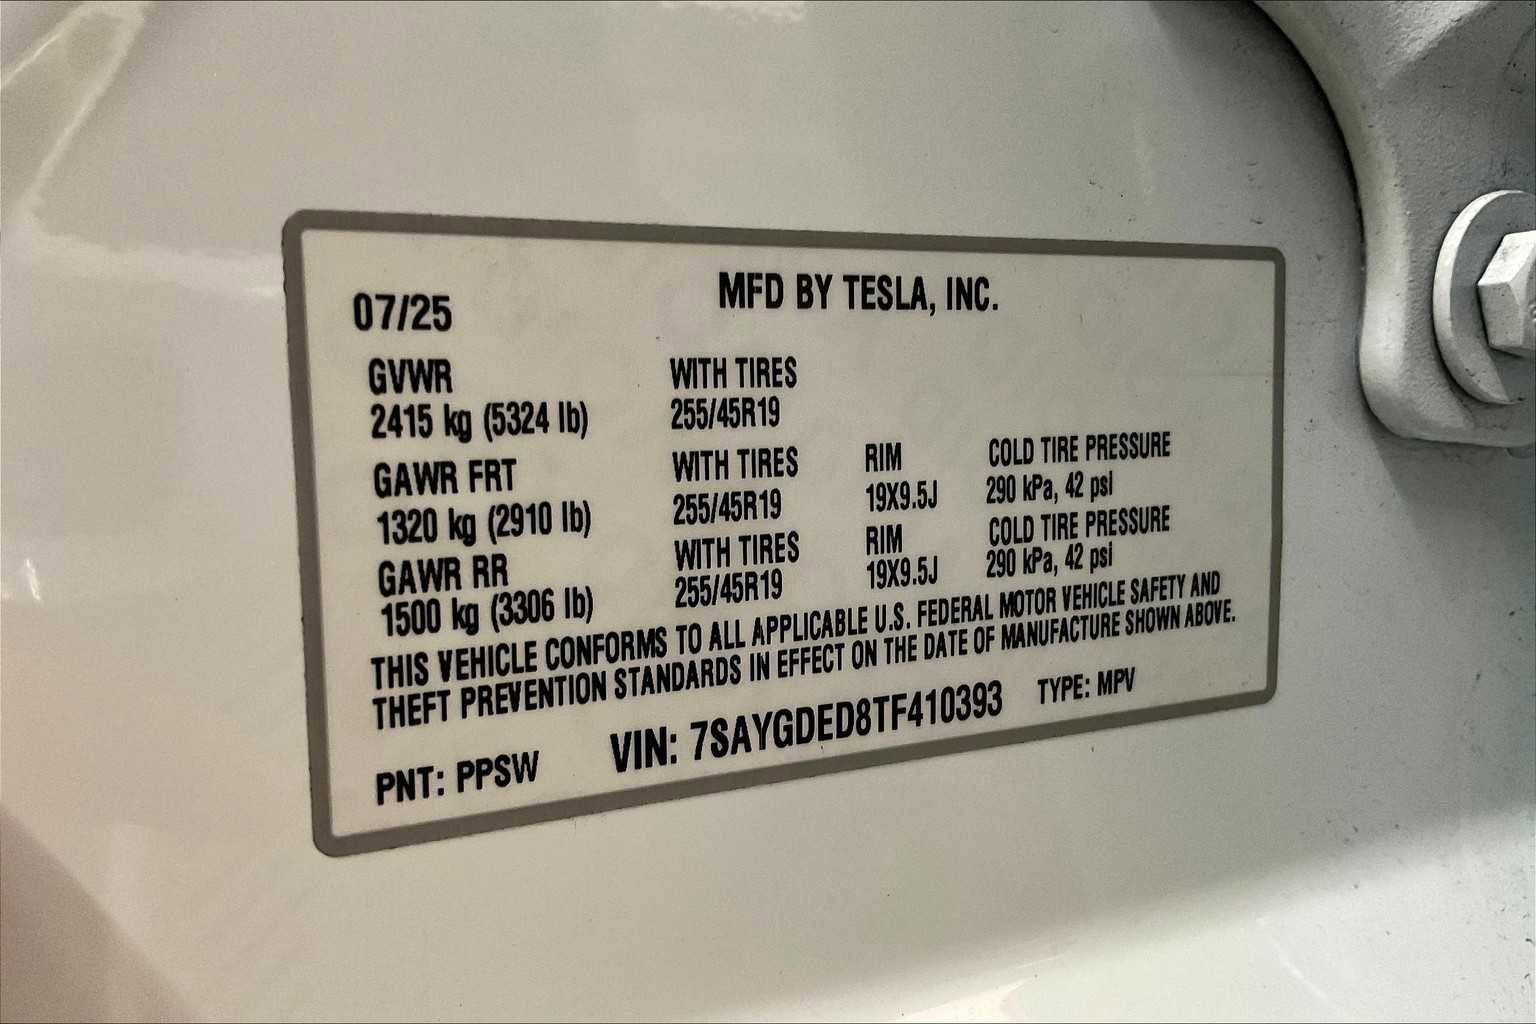 07/25 MFD BY TESLA, INC.
GVWR WITH TIRES
2415 kg (5324 lb) 255/45R19
GAWR FRT WITH TIRES RIM COLD TIRE PRESSURE
1320 kg (2910 lb) 255/45R19 19X9.5J 290 kPa, 42 psi
GAWR RR WITH TIRES RIM COLD TIRE PRESSURE
1500 kg (3306 lb) 255/45R19 19X9.5J 290 kPa, 42 psi
THIS VEHICLE CONFORMS TO ALL APPLICABLE U.S. FEDERAL MOTOR VEHICLE SAFETY AND
THEFT PREVENTION STANDARDS IN EFFECT ON THE DATE OF MANUFACTURE SHOWN ABOVE.
PNT: PPSW VIN: 7SAYGDED8TF410393 TYPE: MPV